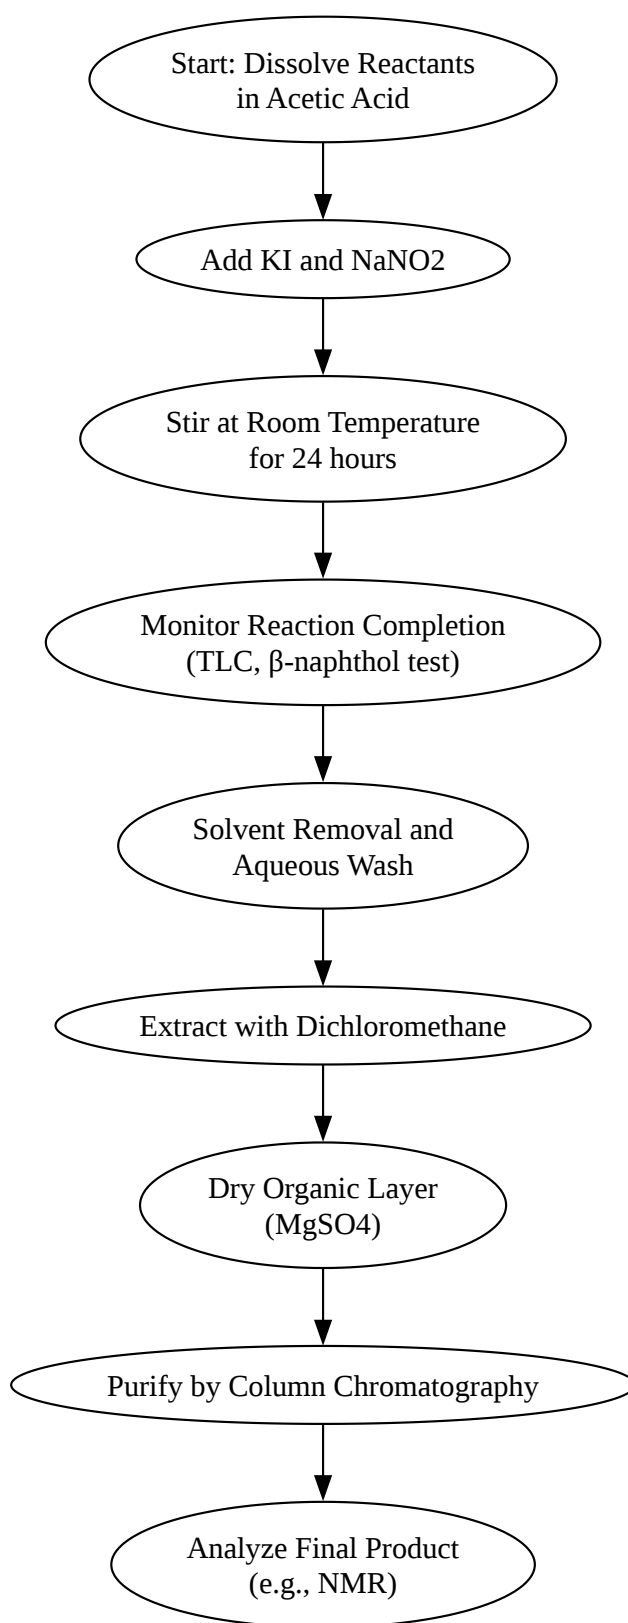 Start: Dissolve Reactants
in Acetic Acid
Add KI and NaNO2
Stir at Room Temperature
for 24 hours
Monitor Reaction Completion
(TLC, β-naphthol test)
Solvent Removal and
Aqueous Wash
Extract with Dichloromethane
Dry Organic Layer
(MgSO4)
Purify by Column Chromatography
Analyze Final Product
(e.g., NMR)